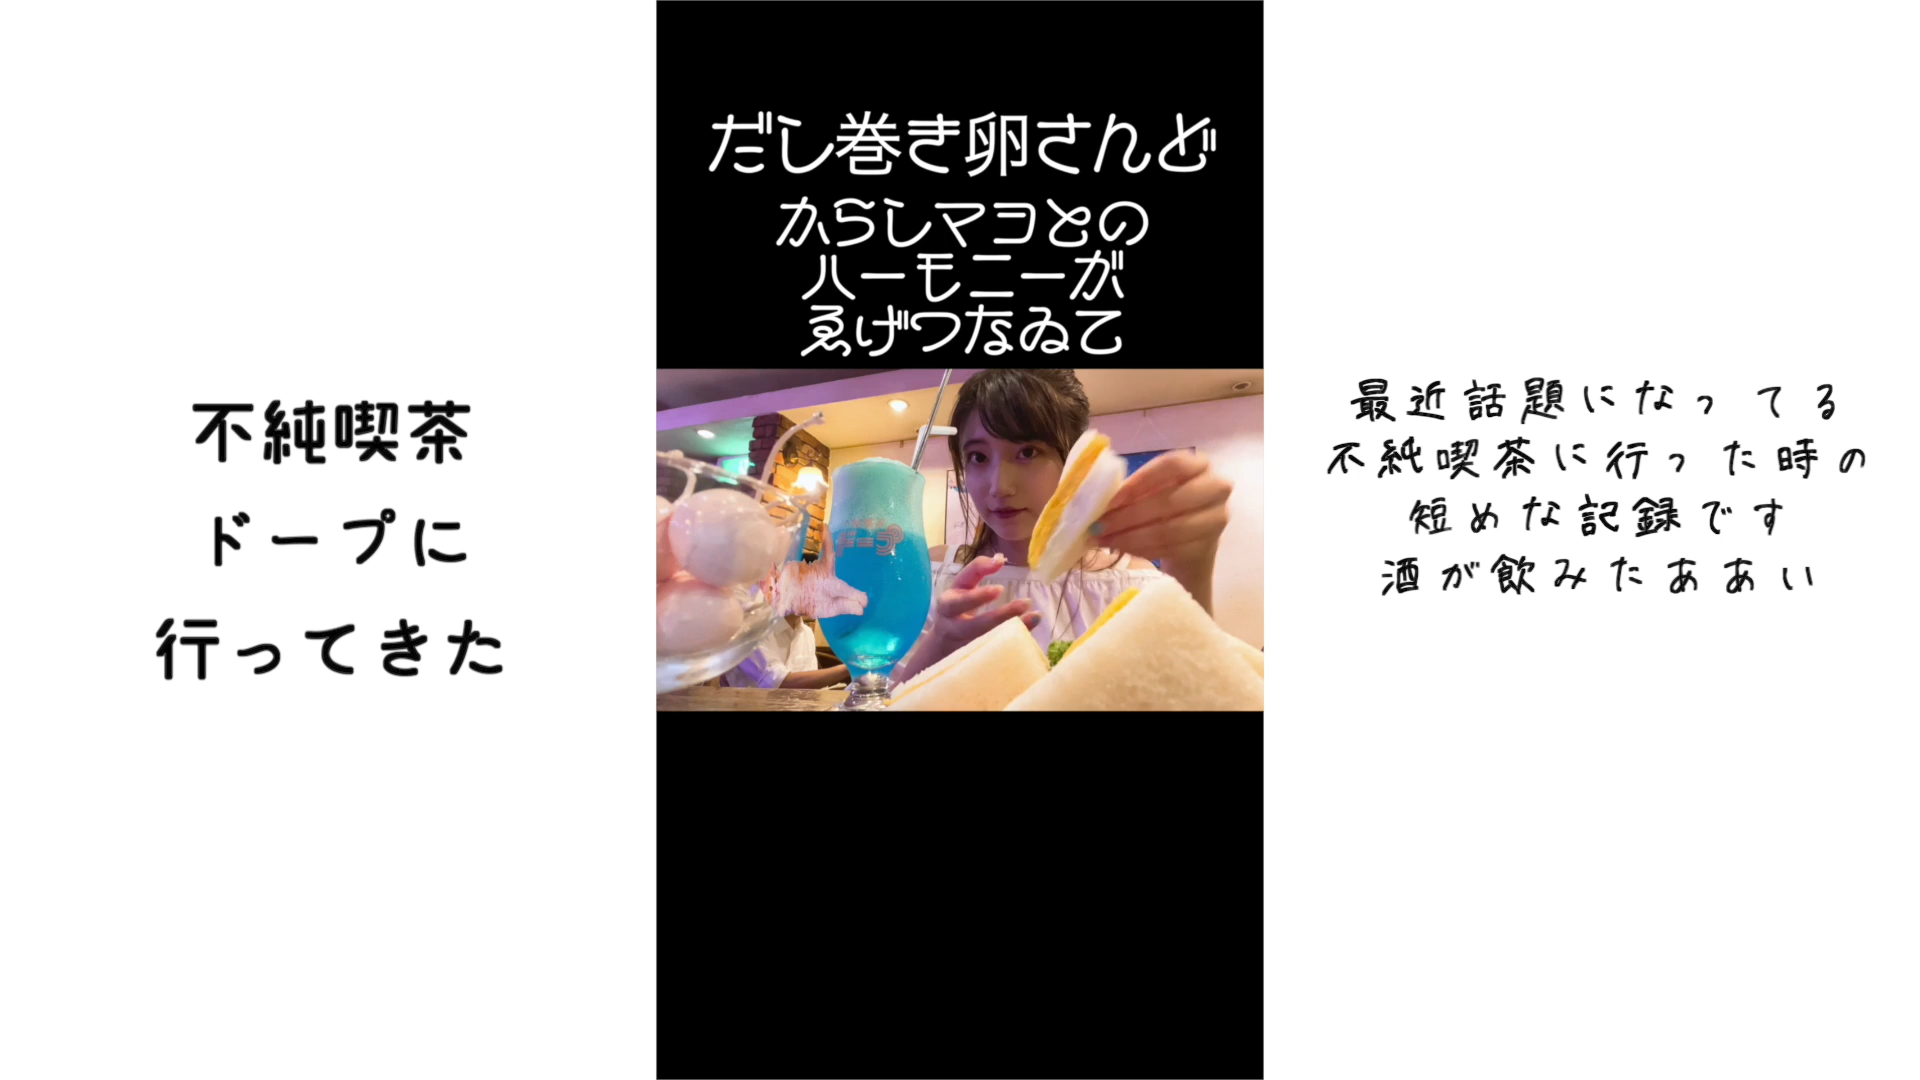 不純喫茶
ドープに
行ってきた
だし巻き卵さんど
からしマヨとの
ハーモニーが
ゑげつなゐて
最近話題になってる
不純喫茶に行った時の
短めな記録です
酒が飲みたああい